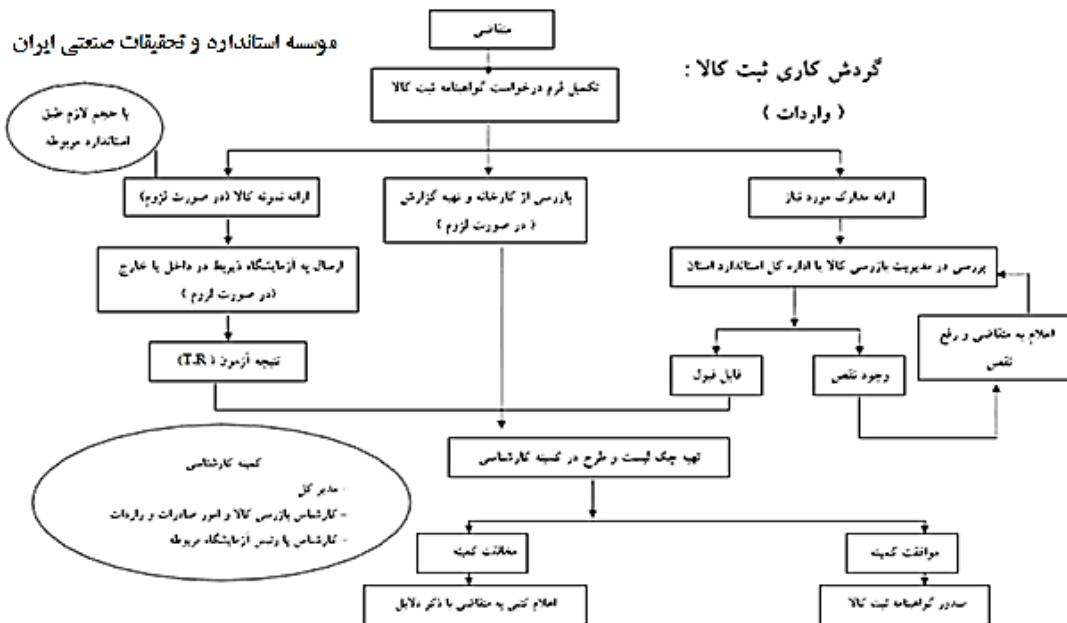 موسسه استاندارد و تحقیقات صنعتی ایران
گردش کاری ثبت کالا :
( واردات )
متقاضی
تکمیل فرم درخواست گواهینامه ثبت کالا
با حجم لازم طبق
استاندارد مربوطه
ارائه مدارک مورد نیاز
بازرسی از کارخانه و تهیه گزارش
( در صورت لزوم )
ارائه نمونه کالا (در صورت لزوم)
بررسی در مدیریت بازرسی کالا یا اداره کل استاندارد استان
ارسال به آزمایشگاه ذیربط در داخل یا خارج
(در صورت لزوم )
اعلام به متقاضی و رفع
نقص
وجود نقص
قابل قبول
نتیجه آزمون (T.R)
تهیه چک لیست و طرح در کمیته کارشناسی
کمیته کارشناسی
- مدیر کل
- کارشناس بازرسی کالا و امور صادرات و واردات
- کارشناس یا رئیس آزمایشگاه مربوطه
موافقت کمیته
مخالفت کمیته
صدور گواهینامه ثبت کالا
اعلام کتبی به متقاضی با ذکر دلایل